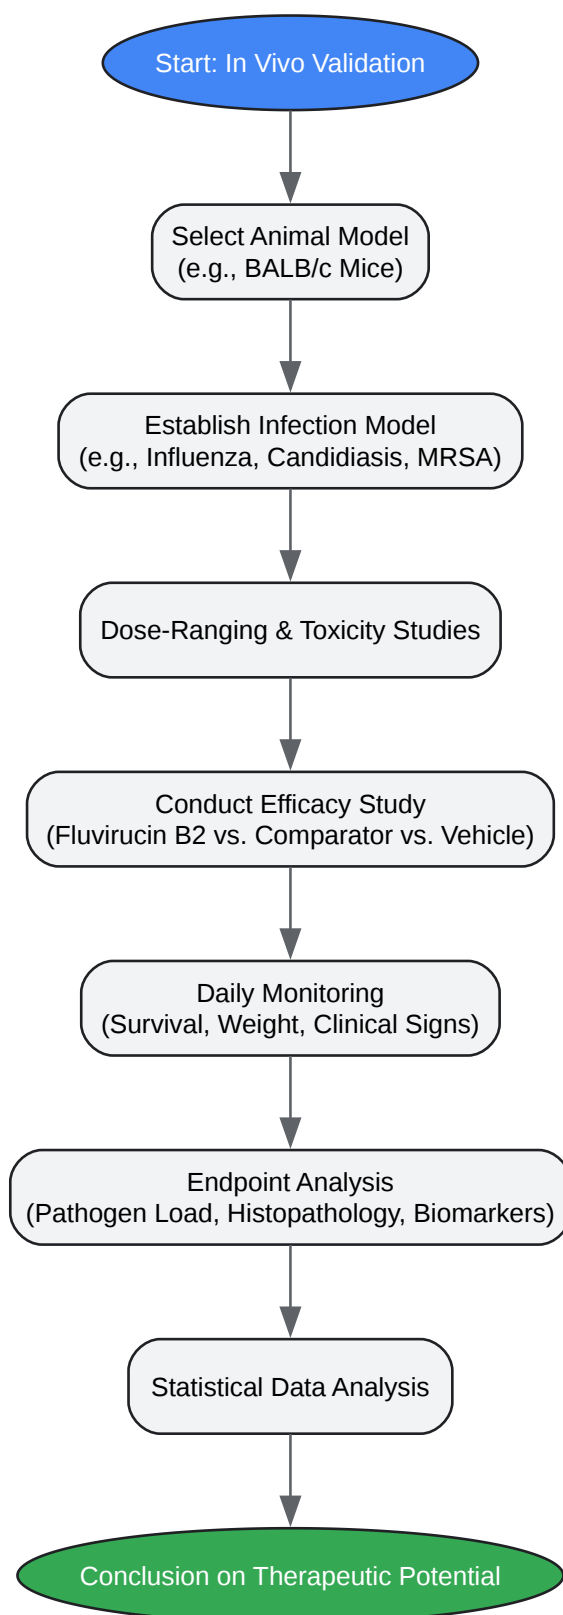 Start: In Vivo Validation
Select Animal Model
(e.g., BALB/c Mice)
Establish Infection Model
(e.g., Influenza, Candidiasis, MRSA)
Dose-Ranging & Toxicity Studies
Conduct Efficacy Study
(Fluvirucin B2 vs. Comparator vs. Vehicle)
Daily Monitoring
(Survival, Weight, Clinical Signs)
Endpoint Analysis
(Pathogen Load, Histopathology, Biomarkers)
Statistical Data Analysis
Conclusion on Therapeutic Potential